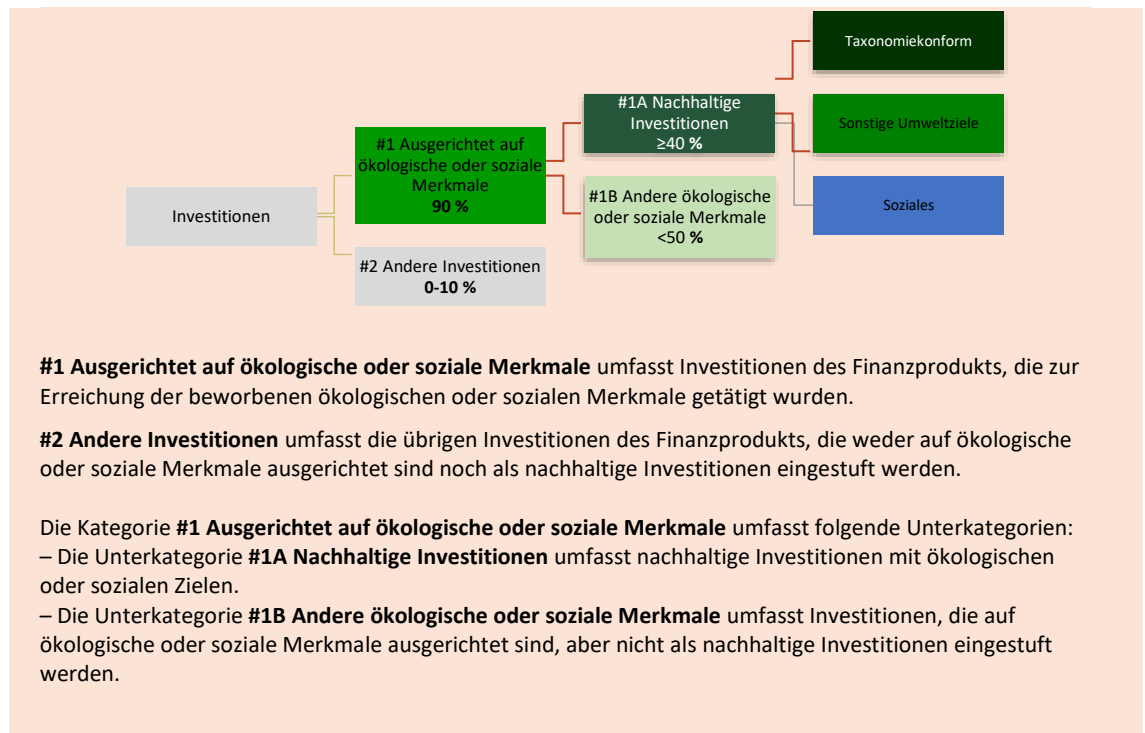 Taxonomiekonform
#1A Nachhaltige
Investitionen
≥40 %
Sonstige Umweltziele
#1 Ausgerichtet auf
ökologische oder soziale
Merkmale
90 %
#1B Andere ökologische
oder soziale Merkmale
<50 %
Soziales
Investitionen
#2 Andere Investitionen
0-10 %
#1 Ausgerichtet auf ökologische oder soziale Merkmale umfasst Investitionen des Finanzprodukts, die zur
Erreichung der beworbenen ökologischen oder sozialen Merkmale getätigt wurden.
#2 Andere Investitionen umfasst die übrigen Investitionen des Finanzprodukts, die weder auf ökologische
oder soziale Merkmale ausgerichtet sind noch als nachhaltige Investitionen eingestuft werden.
Die Kategorie #1 Ausgerichtet auf ökologische oder soziale Merkmale umfasst folgende Unterkategorien:
– Die Unterkategorie #1A Nachhaltige Investitionen umfasst nachhaltige Investitionen mit ökologischen
oder sozialen Zielen.
– Die Unterkategorie #1B Andere ökologische oder soziale Merkmale umfasst Investitionen, die auf
ökologische oder soziale Merkmale ausgerichtet sind, aber nicht als nachhaltige Investitionen eingestuft
werden.